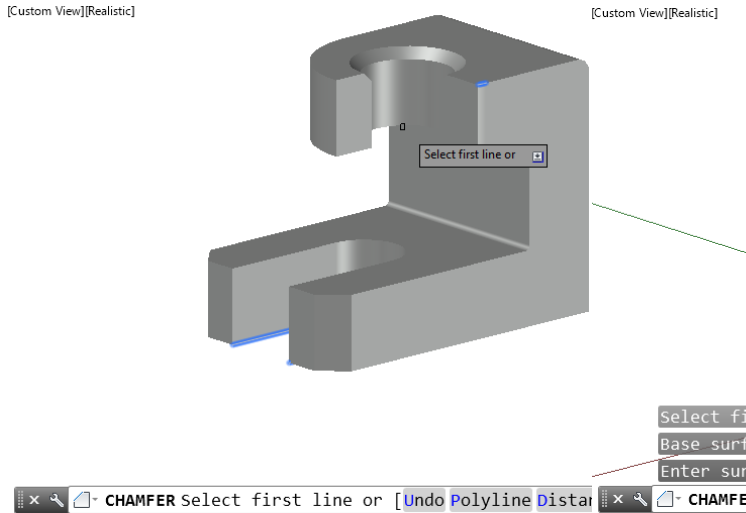 [Custom View][Realistic]
[Custom View][Realistic]
Select first line or
Select fi
Base surf
Enter sur
CHAMFER Select first line or [Undo Polyline Distan
CHAMFE